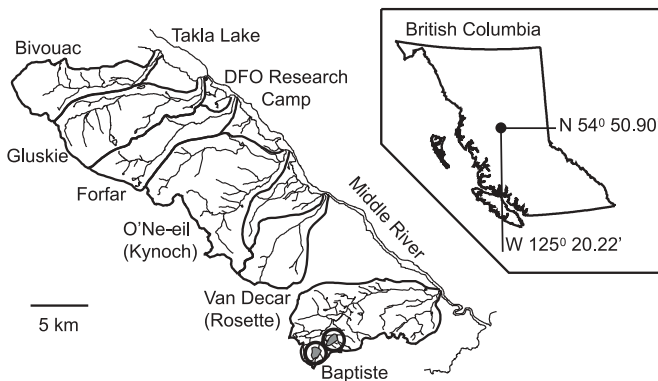 Bivouac
Takla Lake
DFO Research
Camp
Gluskie
Forfar
O'Ne-eil
(Kynoch)
Middle River
Van Decar
(Rosette)
5 km
Baptiste
British Columbia
N 54⁰ 50.90
W 125⁰ 20.22'